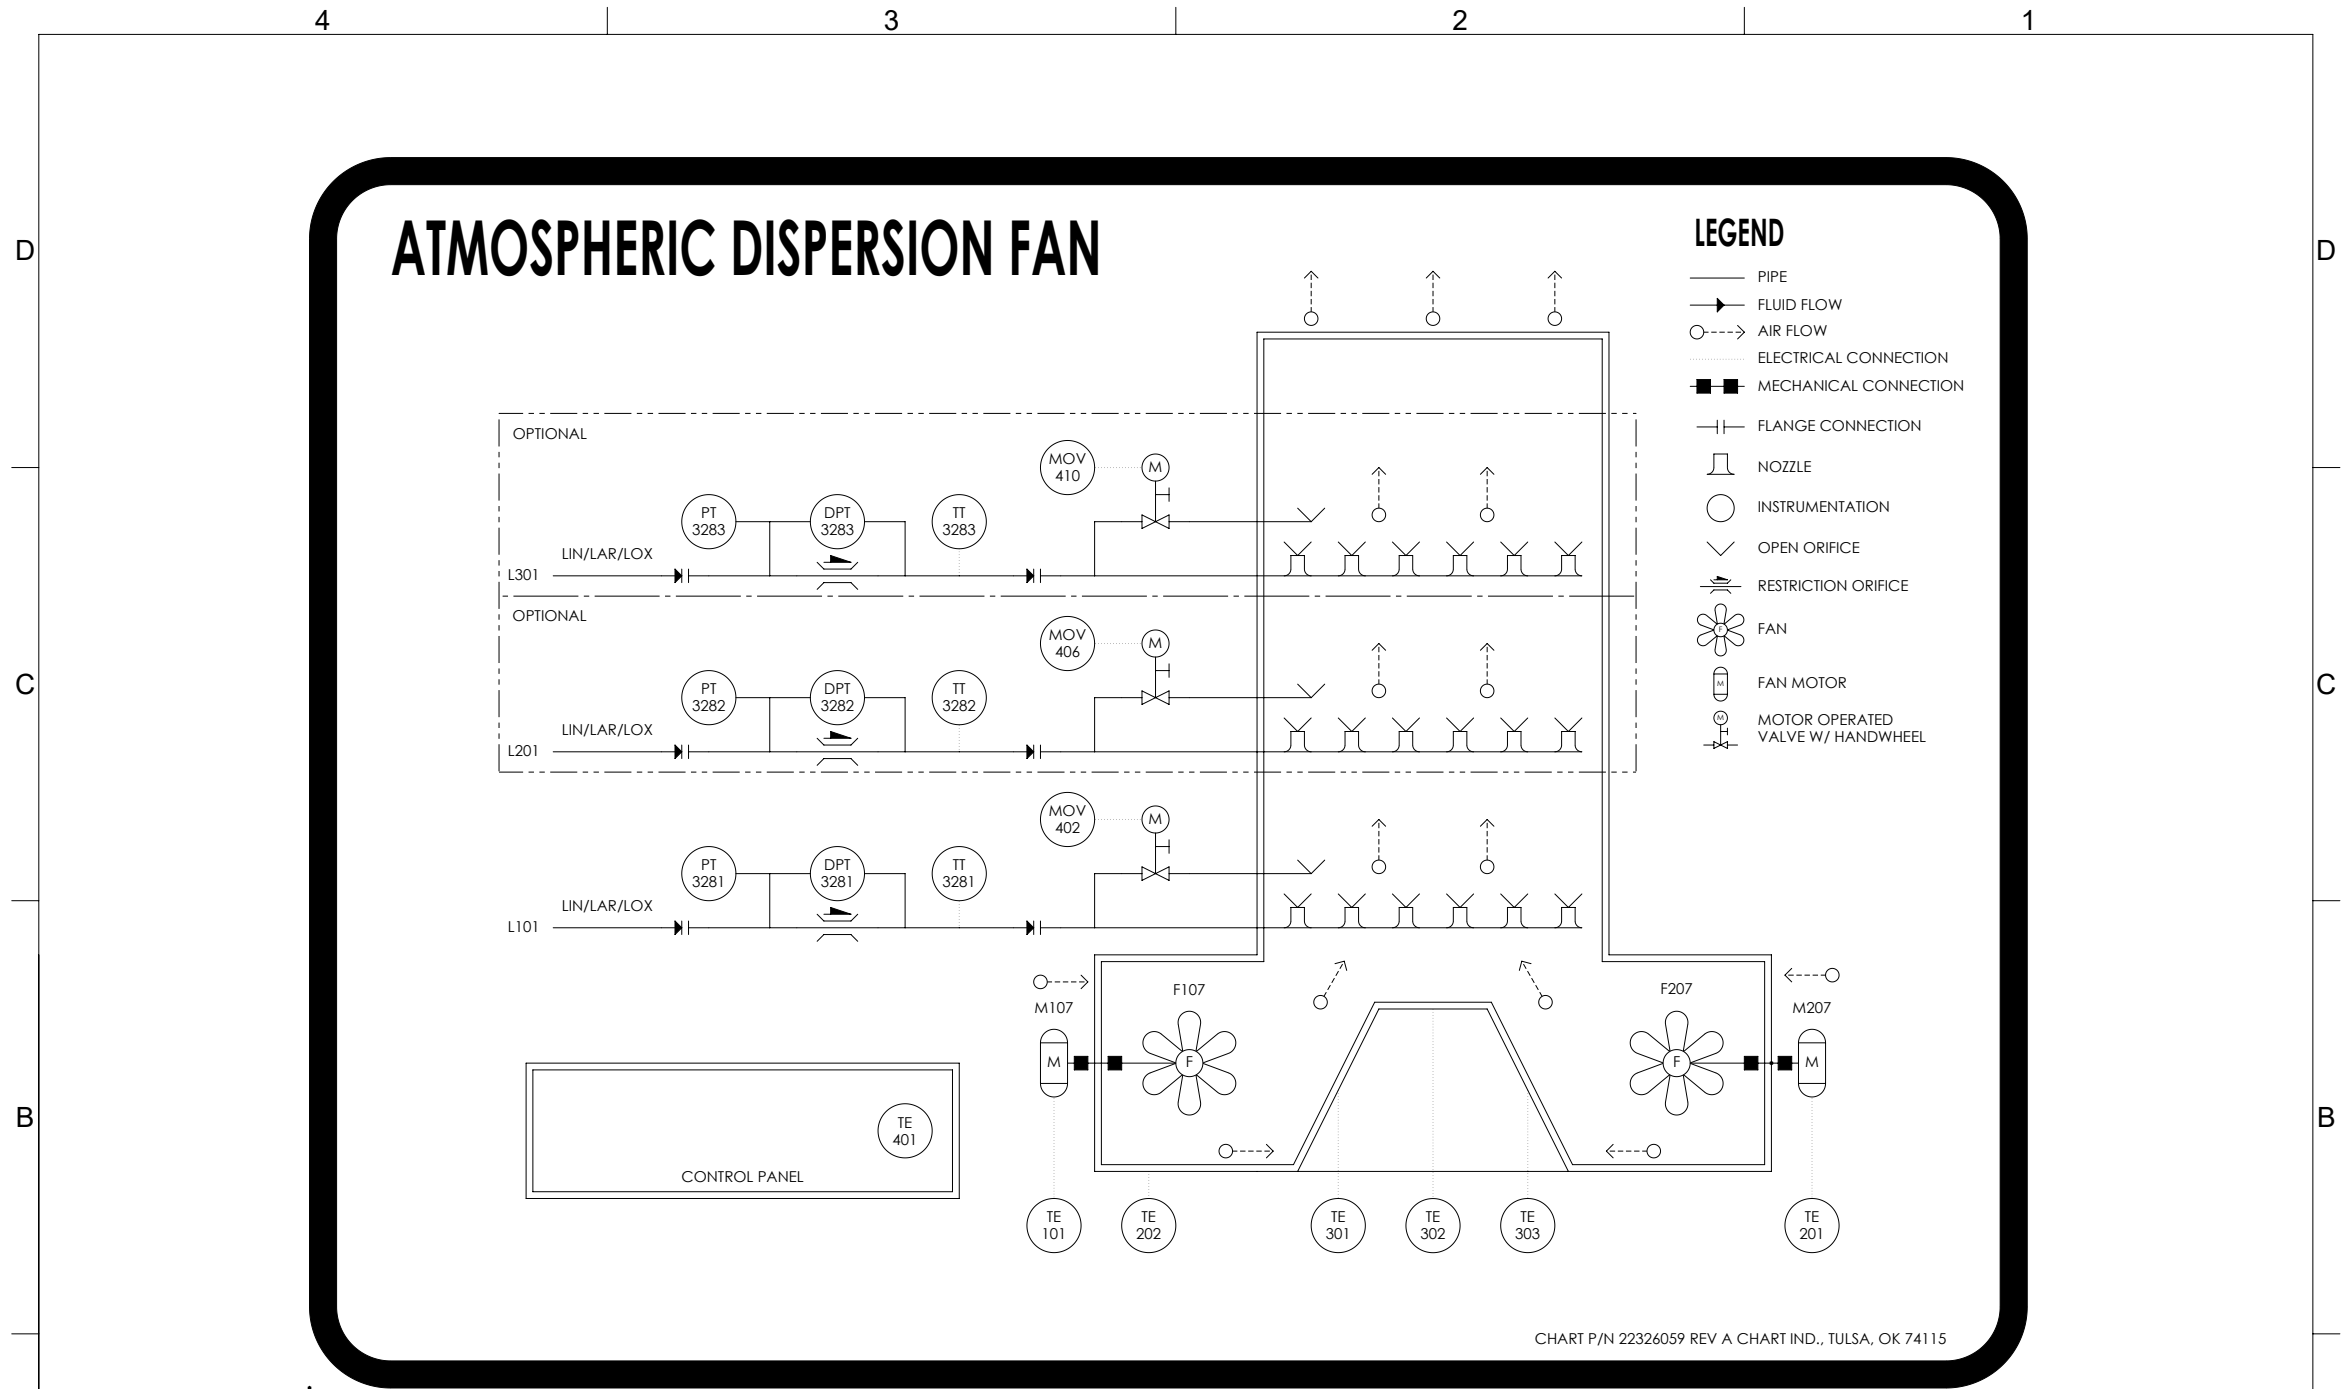 4 3 2 1
D D
ATMOSPHERIC DISPERSION FAN
LEGEND
PIPE
FLUID FLOW
AIR FLOW
ELECTRICAL CONNECTION
MECHANICAL CONNECTION
FLANGE CONNECTION
NOZZLE
INSTRUMENTATION
OPEN ORIFICE
RESTRICTION ORIFICE
F FAN
M FAN MOTOR
M MOTOR OPERATED
VALVE W/ HANDWHEEL
OPTIONAL
MOV
410
M
PT
3283
DPT
3283
TT
3283
LIN/LAR/LOX
L301
OPTIONAL
MOV
406
M
C C
PT
3282
DPT
3282
TT
3282
LIN/LAR/LOX
L201
MOV
402
M
PT
3281
DPT
3281
TT
3281
LIN/LAR/LOX
L101
F107
F207
M107
M207
M F F M
B B
TE
401
CONTROL PANEL
TE
101
TE
202
TE
301
TE
302
TE
303
TE
201
CHART P/N 22326059 REV A CHART IND., TULSA, OK 74115